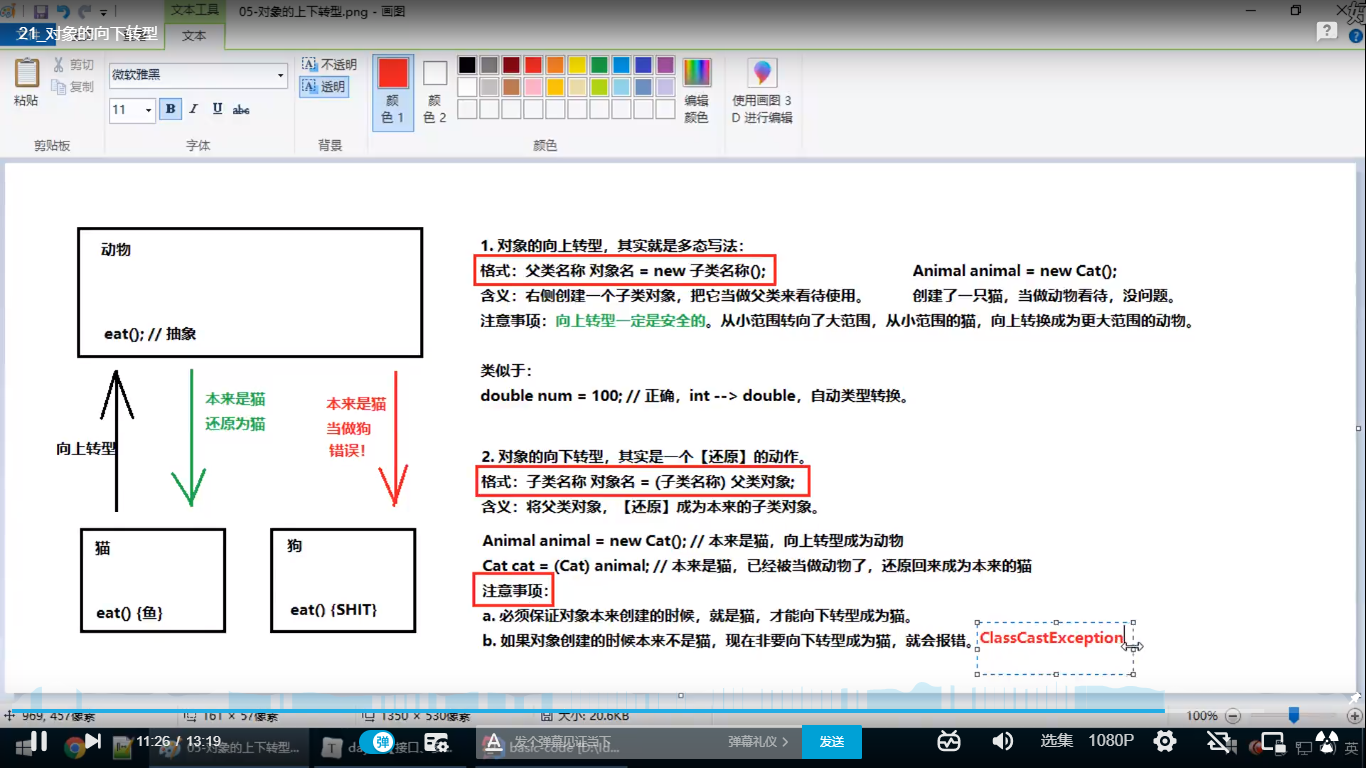 05-对象的上下转型.png - 画图
文本工具
21_对象的向下转型
文本
粘贴
剪切
复制
剪贴板
微软雅黑
11
B I U abc
字体
不透明
透明
背景
颜色 1
颜色 2
颜色
编辑颜色
使用画图 3D 进行编辑
动物
eat(); // 抽象
向上转型
本来是猫
还原为猫
本来是猫
当做狗
错误！
猫
eat() {鱼}
狗
eat() {SHIT}
1. 对象的向上转型，其实就是多态写法：
格式：父类名称 对象名 = new 子类名称();
Animal animal = new Cat();
含义：右侧创建一个子类对象，把它当做父类来看待使用。
创建了一只猫，当做动物看待，没问题。
注意事项：向上转型一定是安全的。从小范围转向了大范围，从小范围的猫，向上转换成为更大范围的动物。
类似于：
double num = 100; // 正确，int --> double，自动类型转换。
2. 对象的向下转型，其实是一个【还原】的动作。
格式：子类名称 对象名 = (子类名称) 父类对象;
含义：将父类对象，【还原】成为本来的子类对象。
Animal animal = new Cat(); // 本来是猫，向上转型成为动物
Cat cat = (Cat) animal; // 本来是猫，已经被当做动物了，还原回来成为本来的猫
注意事项：
a. 必须保证对象本来创建的时候，就是猫，才能向下转型成为猫。
b. 如果对象创建的时候本来不是猫，现在非要向下转型成为猫，就会报错。
ClassCastException
969, 457像素
161 × 57像素
1350 × 530像素
大小: 20.6KB
100%
11:26 / 13:19
05-对象的上下转型...
弹
发个弹幕见证当下
弹幕礼仪
发送
选集
1080P
英